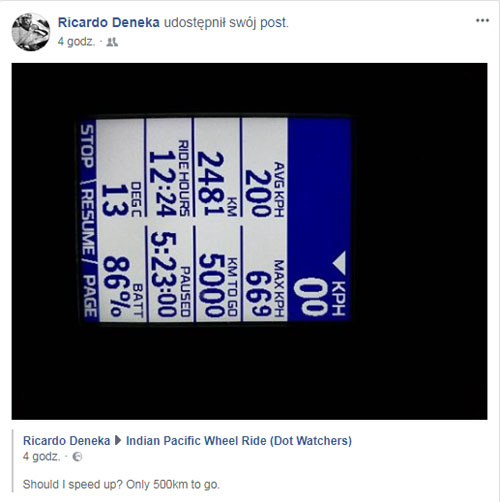 Ricardo Deneka udostępnił swój post.
4 godz.
KPH
00
AVG KPH MAX KPH
200 669
KM KM TO GO
2481 5000
RIDE HOURS PAUSED
12:24 5:23:00
DEG C BATT
13 86%
STOP \ RESUME / PAGE
Ricardo Deneka ▶ Indian Pacific Wheel Ride (Dot Watchers)
4 godz.
Should I speed up? Only 500km to go.